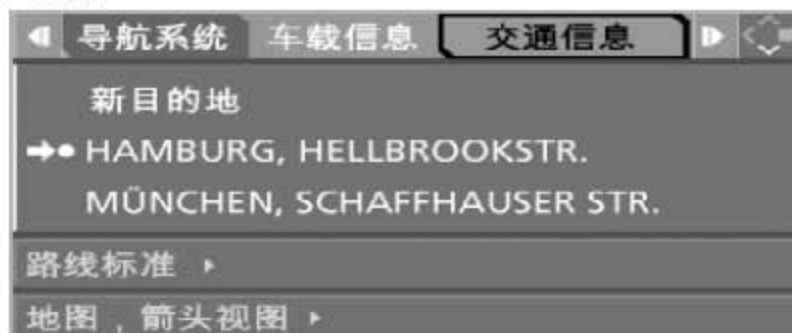 导航系统 车载信息 交通信息
新目的地
HAMBURG, HELLBROOKSTR.
MÜNCHEN, SCHAFFHAUSER STR.
路线标准
地图，箭头视图